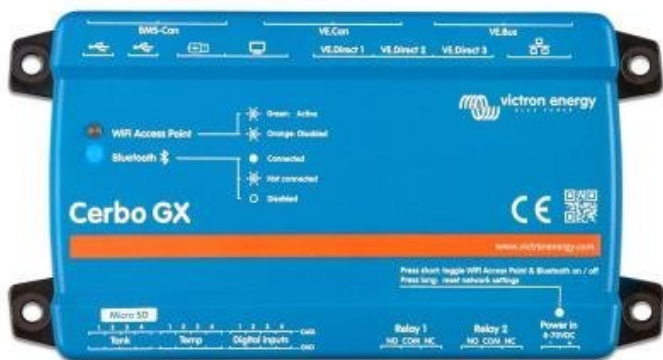 BMS-Can VE.Can VE.Bus
VE.Direct 1 VE.Direct 2 VE.Direct 3
victron energy
BLUE POWER
WiFi Access Point
Green: Active
Orange: Disabled
Bluetooth
Connected
Not connected
Disabled
Cerbo GX
CE
www.victronenergy.com
Press short: toggle WiFi Access Point & Bluetooth on / off
Press long: reset network settings
Micro SD
1 2 3 4 1 2 3 4 1 2 3 4
Tank Temp Digital inputs
GND
Relay 1 Relay 2
NO COM NC NO COM NC
Power in
8-70VDC